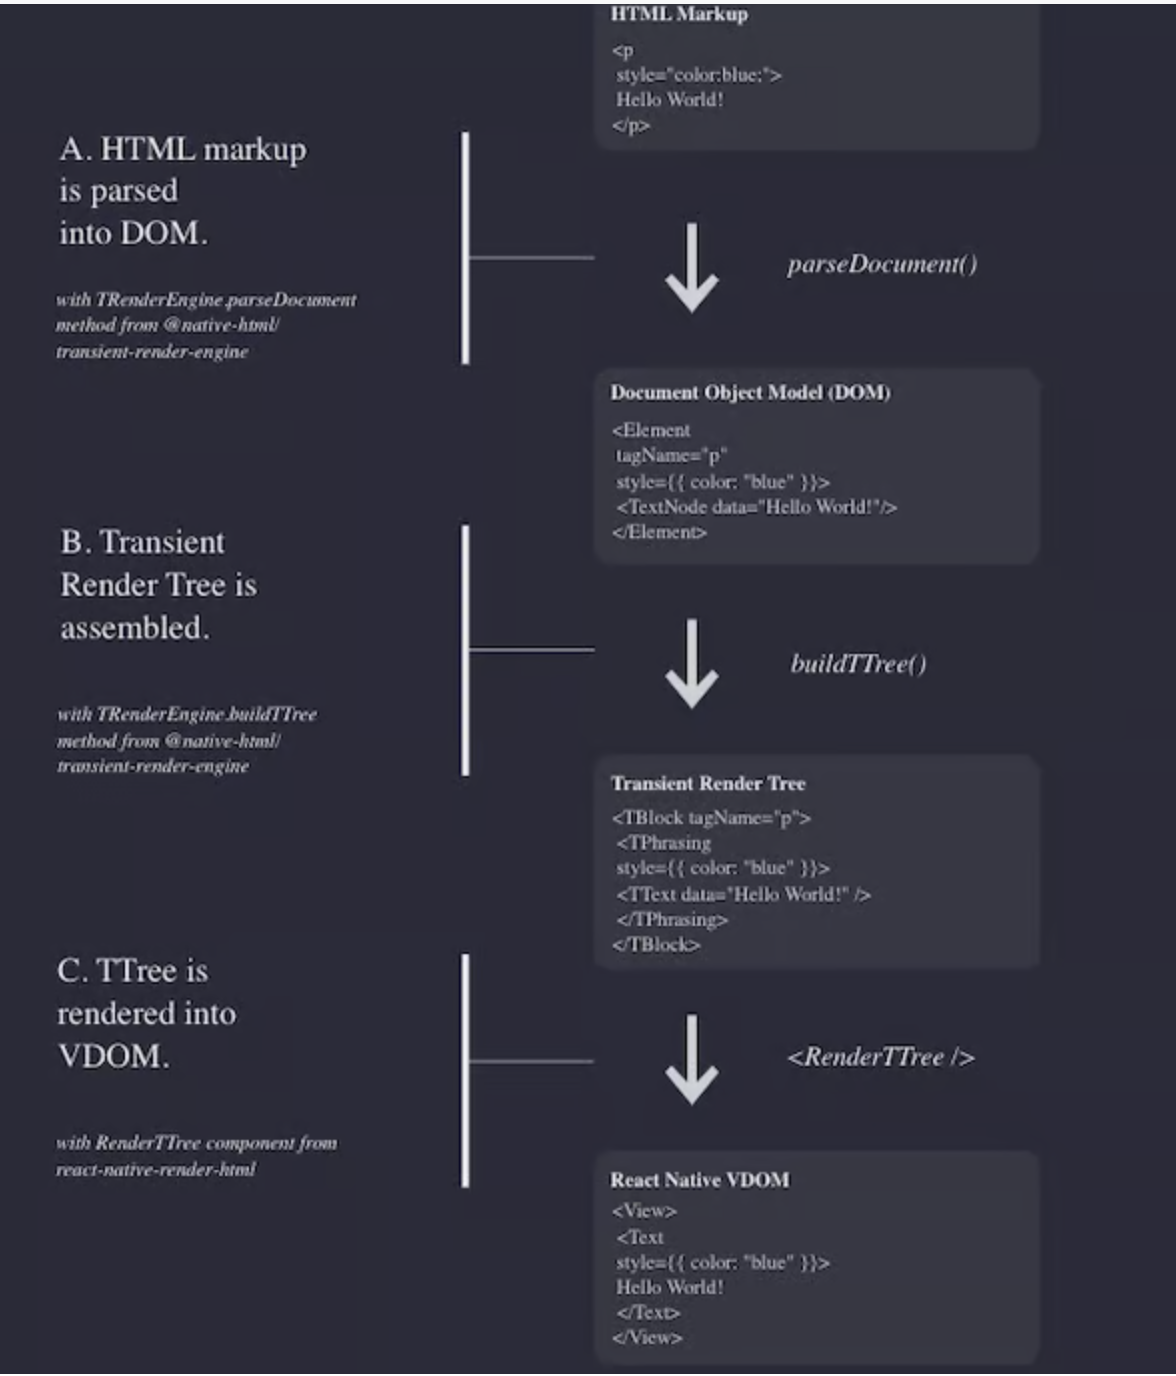 HTML Markup
<p
style="color:blue;">
Hello World!
</p>
A. HTML markup
is parsed
into DOM.
with TRenderEngine.parseDocument
method from @native-html/
transient-render-engine
parseDocument()
Document Object Model (DOM)
<Element
tagName="p"
style={{ color: "blue" }}>
<TextNode data="Hello World!"/>
</Element>
B. Transient
Render Tree is
assembled.
with TRenderEngine.buildTTree
method from @native-html/
transient-render-engine
buildTTree()
Transient Render Tree
<TBlock tagName="p">
<TPhrasing
style={{ color: "blue" }}>
<TText data="Hello World!" />
</TPhrasing>
</TBlock>
C. TTree is
rendered into
VDOM.
with RenderTTree component from
react-native-render-html
<RenderTTree />
React Native VDOM
<View>
<Text
style={{ color: "blue" }}>
Hello World!
</Text>
</View>